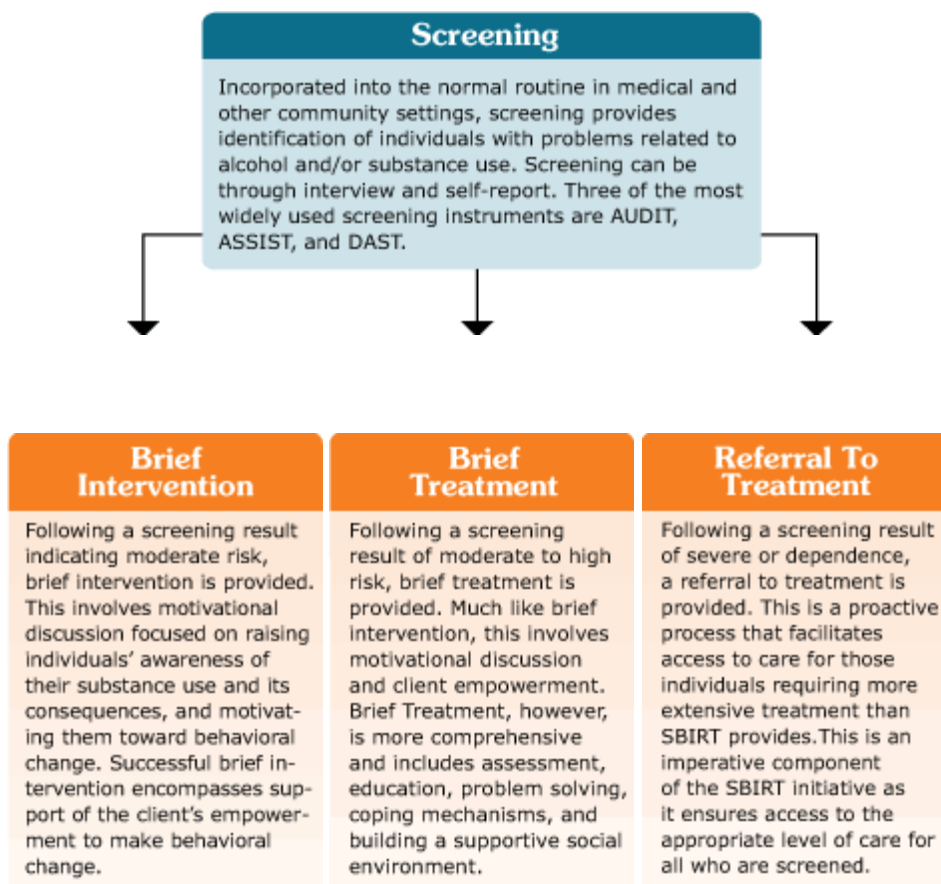 Screening
Incorporated into the normal routine in medical and
other community settings, screening provides
identification of individuals with problems related to
alcohol and/or substance use. Screening can be
through interview and self-report. Three of the most
widely used screening instruments are AUDIT,
ASSIST, and DAST.
Brief
Intervention
Following a screening result
indicating moderate risk,
brief intervention is provided.
This involves motivational
discussion focused on raising
individuals’ awareness of
their substance use and its
consequences, and motivat-
ing them toward behavioral
change. Successful brief in-
tervention encompasses sup-
port of the client’s empower-
ment to make behavioral
change.
Brief
Treatment
Following a screening
result of moderate to high
risk, brief treatment is
provided. Much like brief
intervention, this involves
motivational discussion
and client empowerment.
Brief Treatment, however,
is more comprehensive
and includes assessment,
education, problem solving,
coping mechanisms, and
building a supportive social
environment.
Referral To
Treatment
Following a screening result
of severe or dependence,
a referral to treatment is
provided. This is a proactive
process that facilitates
access to care for those
individuals requiring more
extensive treatment than
SBIRT provides.This is an
imperative component
of the SBIRT initiative as
it ensures access to the
appropriate level of care for
all who are screened.